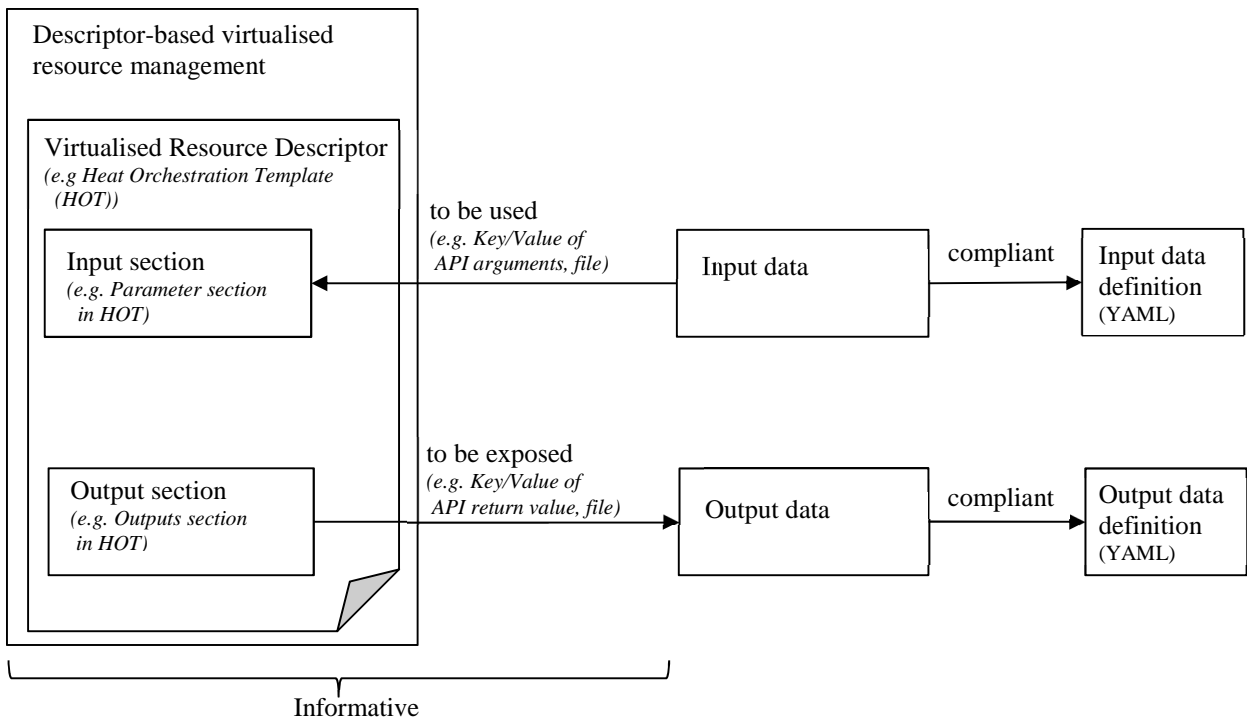 Descriptor-based virtualised
resource management
Virtualised Resource Descriptor
(e.g Heat Orchestration Template
(HOT))
Input section
(e.g. Parameter section
in HOT)
to be used
(e.g. Key/Value of
API arguments, file)
Input data
compliant
Input data
definition
(YAML)
Output section
(e.g. Outputs section
in HOT)
to be exposed
(e.g. Key/Value of
API return value, file)
Output data
compliant
Output data
definition
(YAML)
Informative